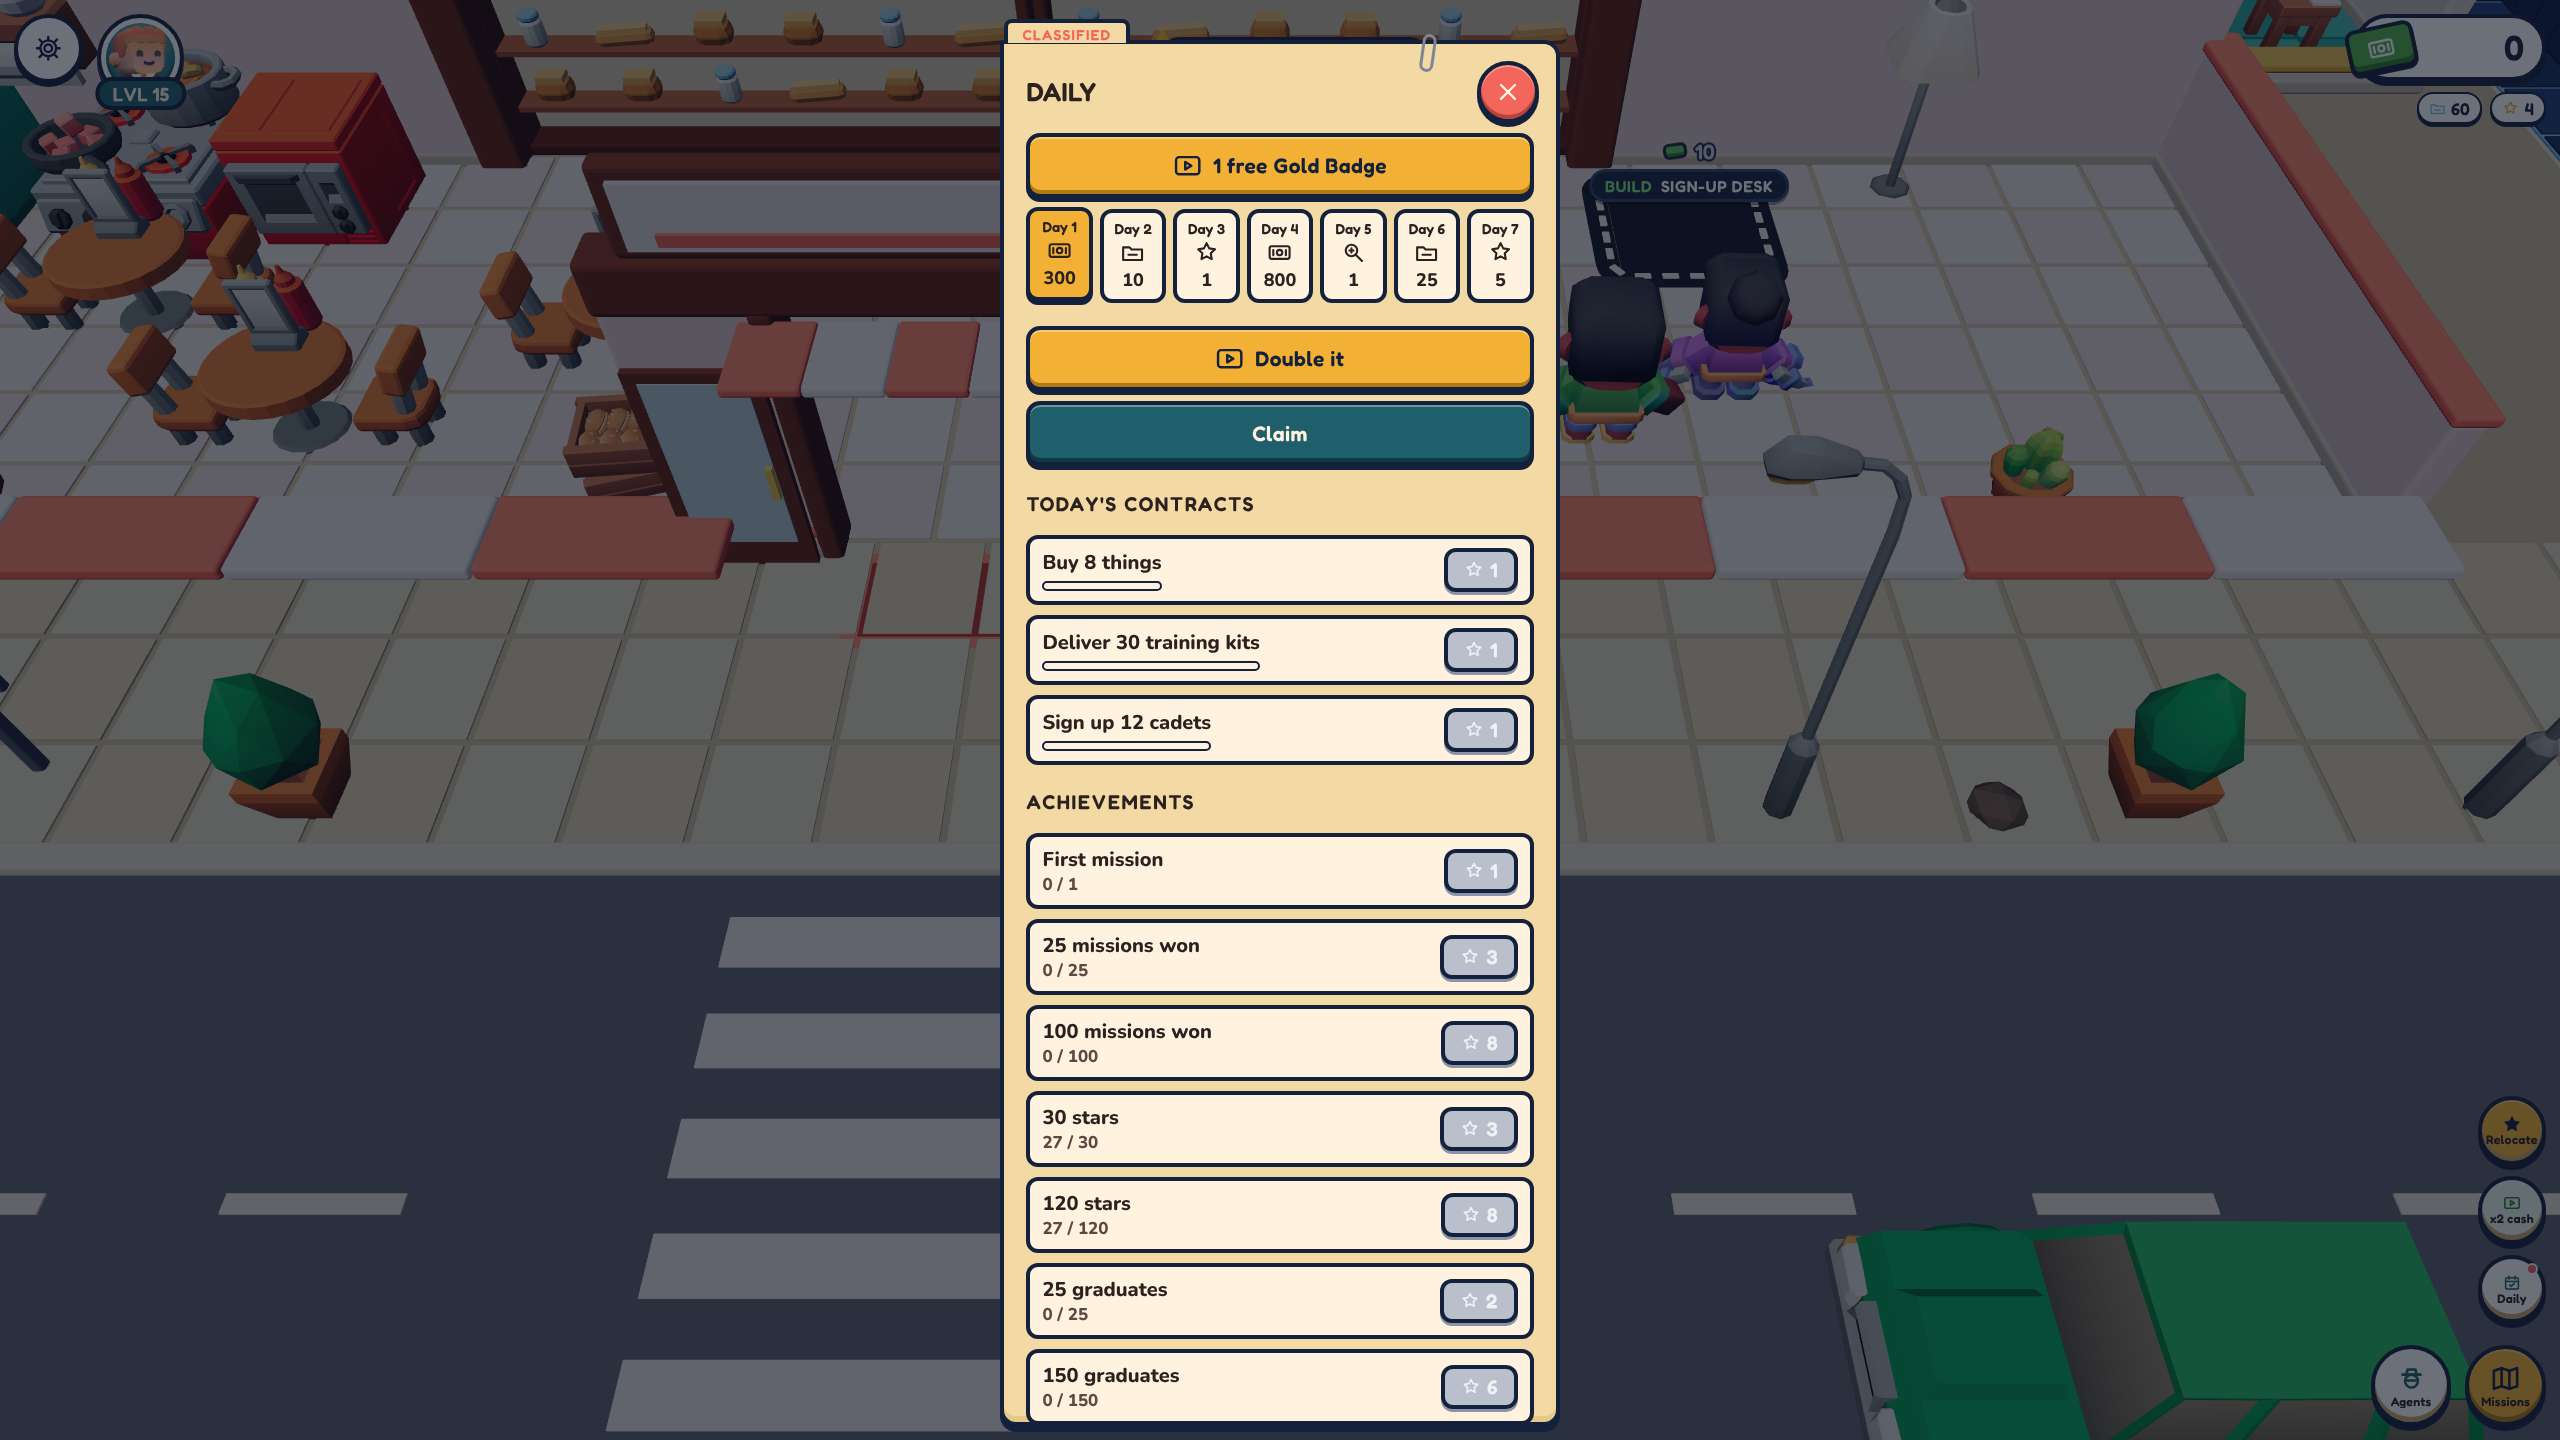 CLASSIFIED
LVL 15
0
60
4
DAILY
1 free Gold Badge
Day 1
300
Day 2
10
Day 3
1
Day 4
800
Day 5
1
Day 6
25
Day 7
5
10
BUILD SIGN-UP DESK
Double it
Claim
TODAY'S CONTRACTS
Buy 8 things
1
Deliver 30 training kits
1
Sign up 12 cadets
1
ACHIEVEMENTS
First mission
0 / 1
1
25 missions won
0 / 25
3
100 missions won
0 / 100
8
30 stars
27 / 30
3
120 stars
27 / 120
8
25 graduates
0 / 25
2
150 graduates
0 / 150
6
Relocate
x2 cash
Daily
Agents
Missions